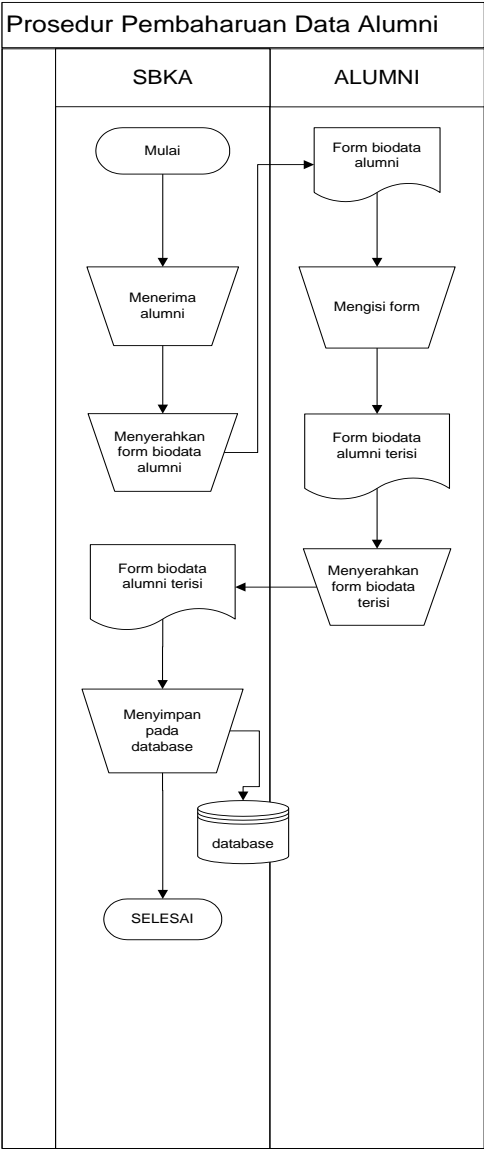 Prosedur Pembaharuan Data Alumni
SBKA
ALUMNI
Mulai
Menerima
alumni
Menyerahkan
form biodata
alumni
Form biodata
alumni
Mengisi form
Form biodata
alumni terisi
Menyerahkan
form biodata
terisi
Form biodata
alumni terisi
Menyimpan
pada
database
database
SELESAI